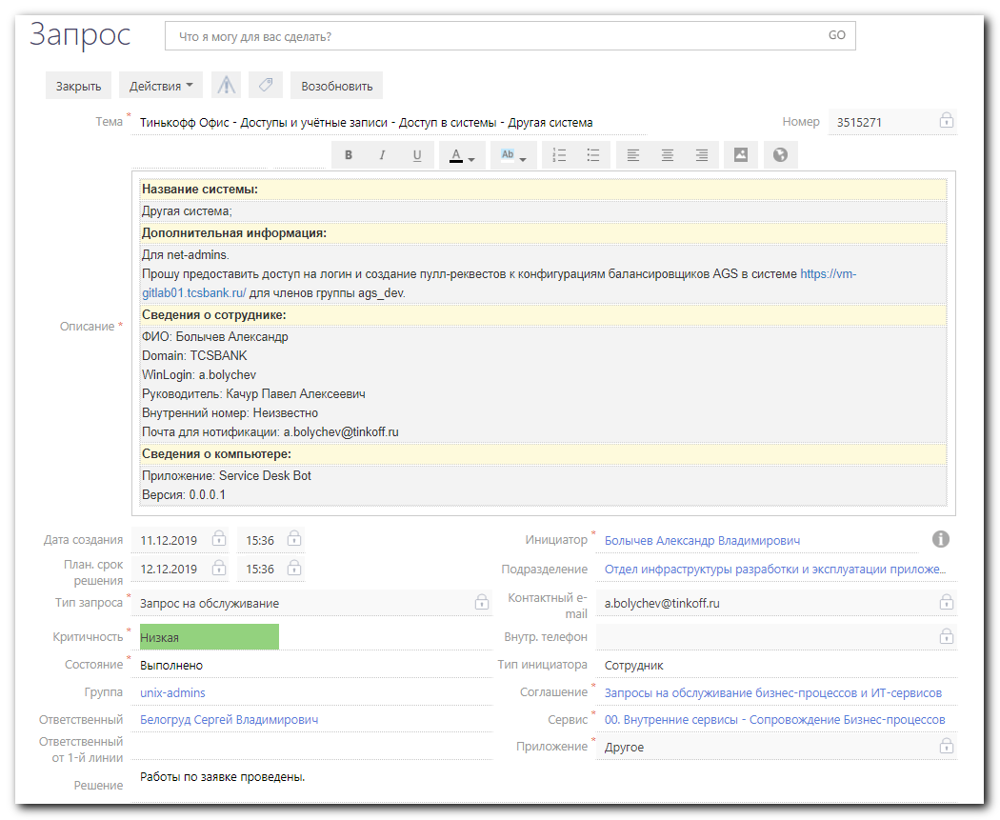 Запрос
Что я могу для вас сделать?
GO
Закрыть
Действия
Возобновить
Тема *
Тинькофф Офис - Доступы и учётные записи - Доступ в системы - Другая система
Номер
3515271
B I U A Ab
Описание *
Название системы:
Другая система;
Дополнительная информация:
Для net-admins.
Прошу предоставить доступ на логин и создание пулл-реквестов к конфигурациям балансировщиков AGS в системе https://vm-
gitlab01.tcsbank.ru/ для членов группы ags_dev.
Сведения о сотруднике:
ФИО: Болычев Александр
Domain: TCSBANK
WinLogin: a.bolychev
Руководитель: Качур Павел Алексеевич
Внутренний номер: Неизвестно
Почта для нотификации: a.bolychev@tinkoff.ru
Сведения о компьютере:
Приложение: Service Desk Bot
Версия: 0.0.0.1
Дата создания
11.12.2019
15:36
План. срок
решения
12.12.2019
15:36
Тип запроса *
Запрос на обслуживание
Критичность *
Низкая
Состояние *
Выполнено
Группа
unix-admins
Ответственный
Белогруд Сергей Владимирович
Ответственный
от 1-й линии
Решение
Работы по заявке проведены.
Инициатор *
Болычев Александр Владимирович
Подразделение
Отдел инфраструктуры разработки и эксплуатации приложе...
Контактный e-
mail
a.bolychev@tinkoff.ru
Внутр. телефон
Тип инициатора
Сотрудник
Соглашение *
Запросы на обслуживание бизнес-процессов и ИТ-сервисов
Сервис *
00. Внутренние сервисы - Сопровождение Бизнес-процессов
Приложение *
Другое